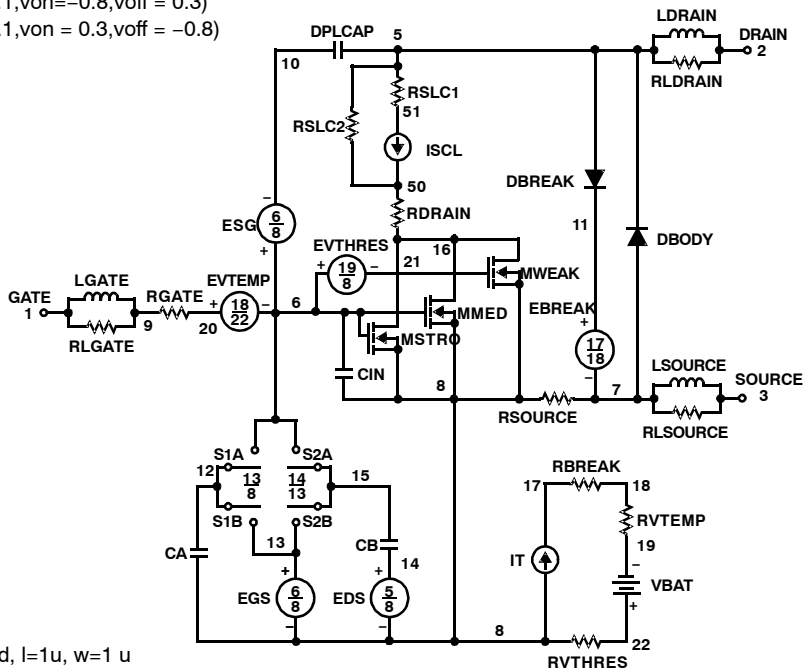 .1,von=−0.8,voff = 0.3)
.1,von = 0.3,voff = −0.8)
LDRAIN
DPLCAP
5
DRAIN
2
10
RLDRAIN
RSLC1
51
RSLC2
ISCL
50
DBREAK
RDRAIN
ESG
6
8
−
+
11
DBODY
EVTHRES
16
21
+
19
8
−
MWEAK
LGATE
EVTEMP
GATE
1
RGATE
+
18
22
−
6
EBREAK
MMED
9
20
RLGATE
MSTRO
+
17
18
−
CIN
8
7
LSOURCE
SOURCE
3
RSOURCE
RLSOURCE
S1A
S2A
12
13
8
14
13
15
S1B
S2B
13
RBREAK
17
18
RVTEMP
CA
CB
14
19
IT
−
VBAT
+
+
EGS
6
8
−
+
EDS
5
8
−
8
22
RVTHRES
d, l=1u, w=1 u